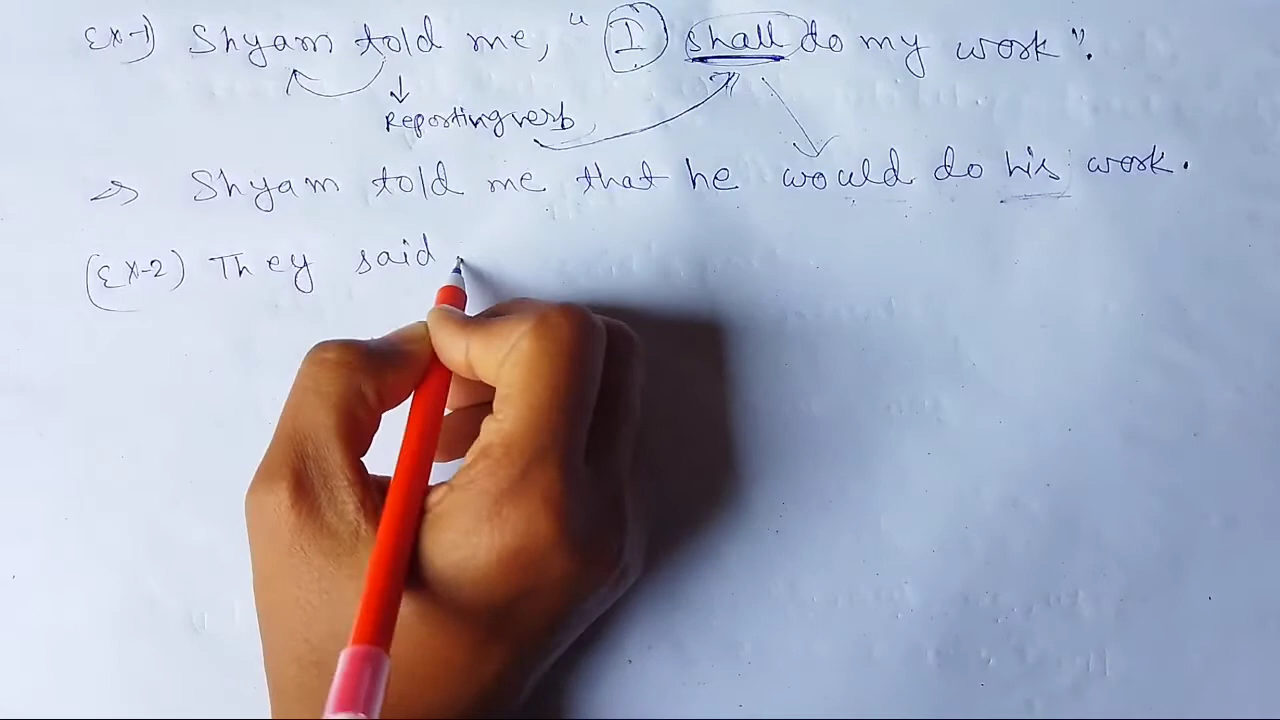 Ex-1) Shyam told me, "I shall do my work".
Reporting verb
⇒ Shyam told me that he would do his work.
(Ex-2) They said